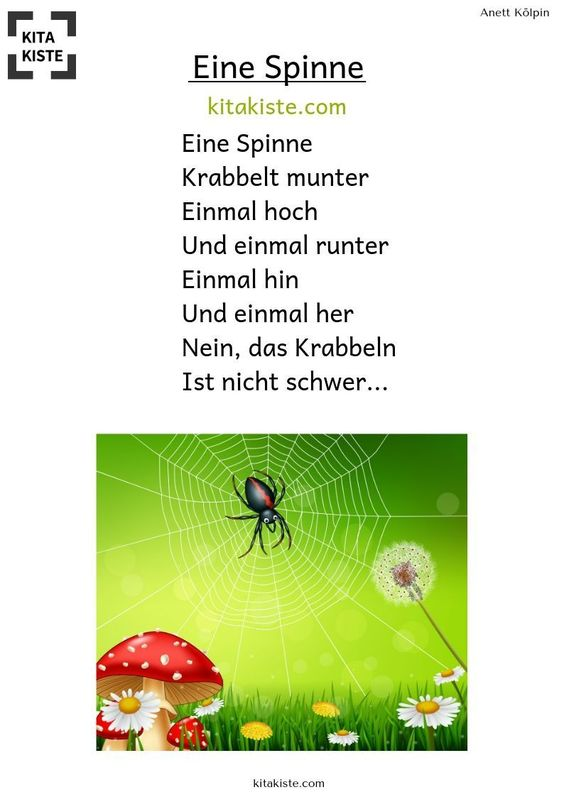 Anett Kölpin
KITA
KISTE
Eine Spinne
kitakiste.com
Eine Spinne
Krabbelt munter
Einmal hoch
Und einmal runter
Einmal hin
Und einmal her
Nein, das Krabbeln
Ist nicht schwer...
kitakiste.com